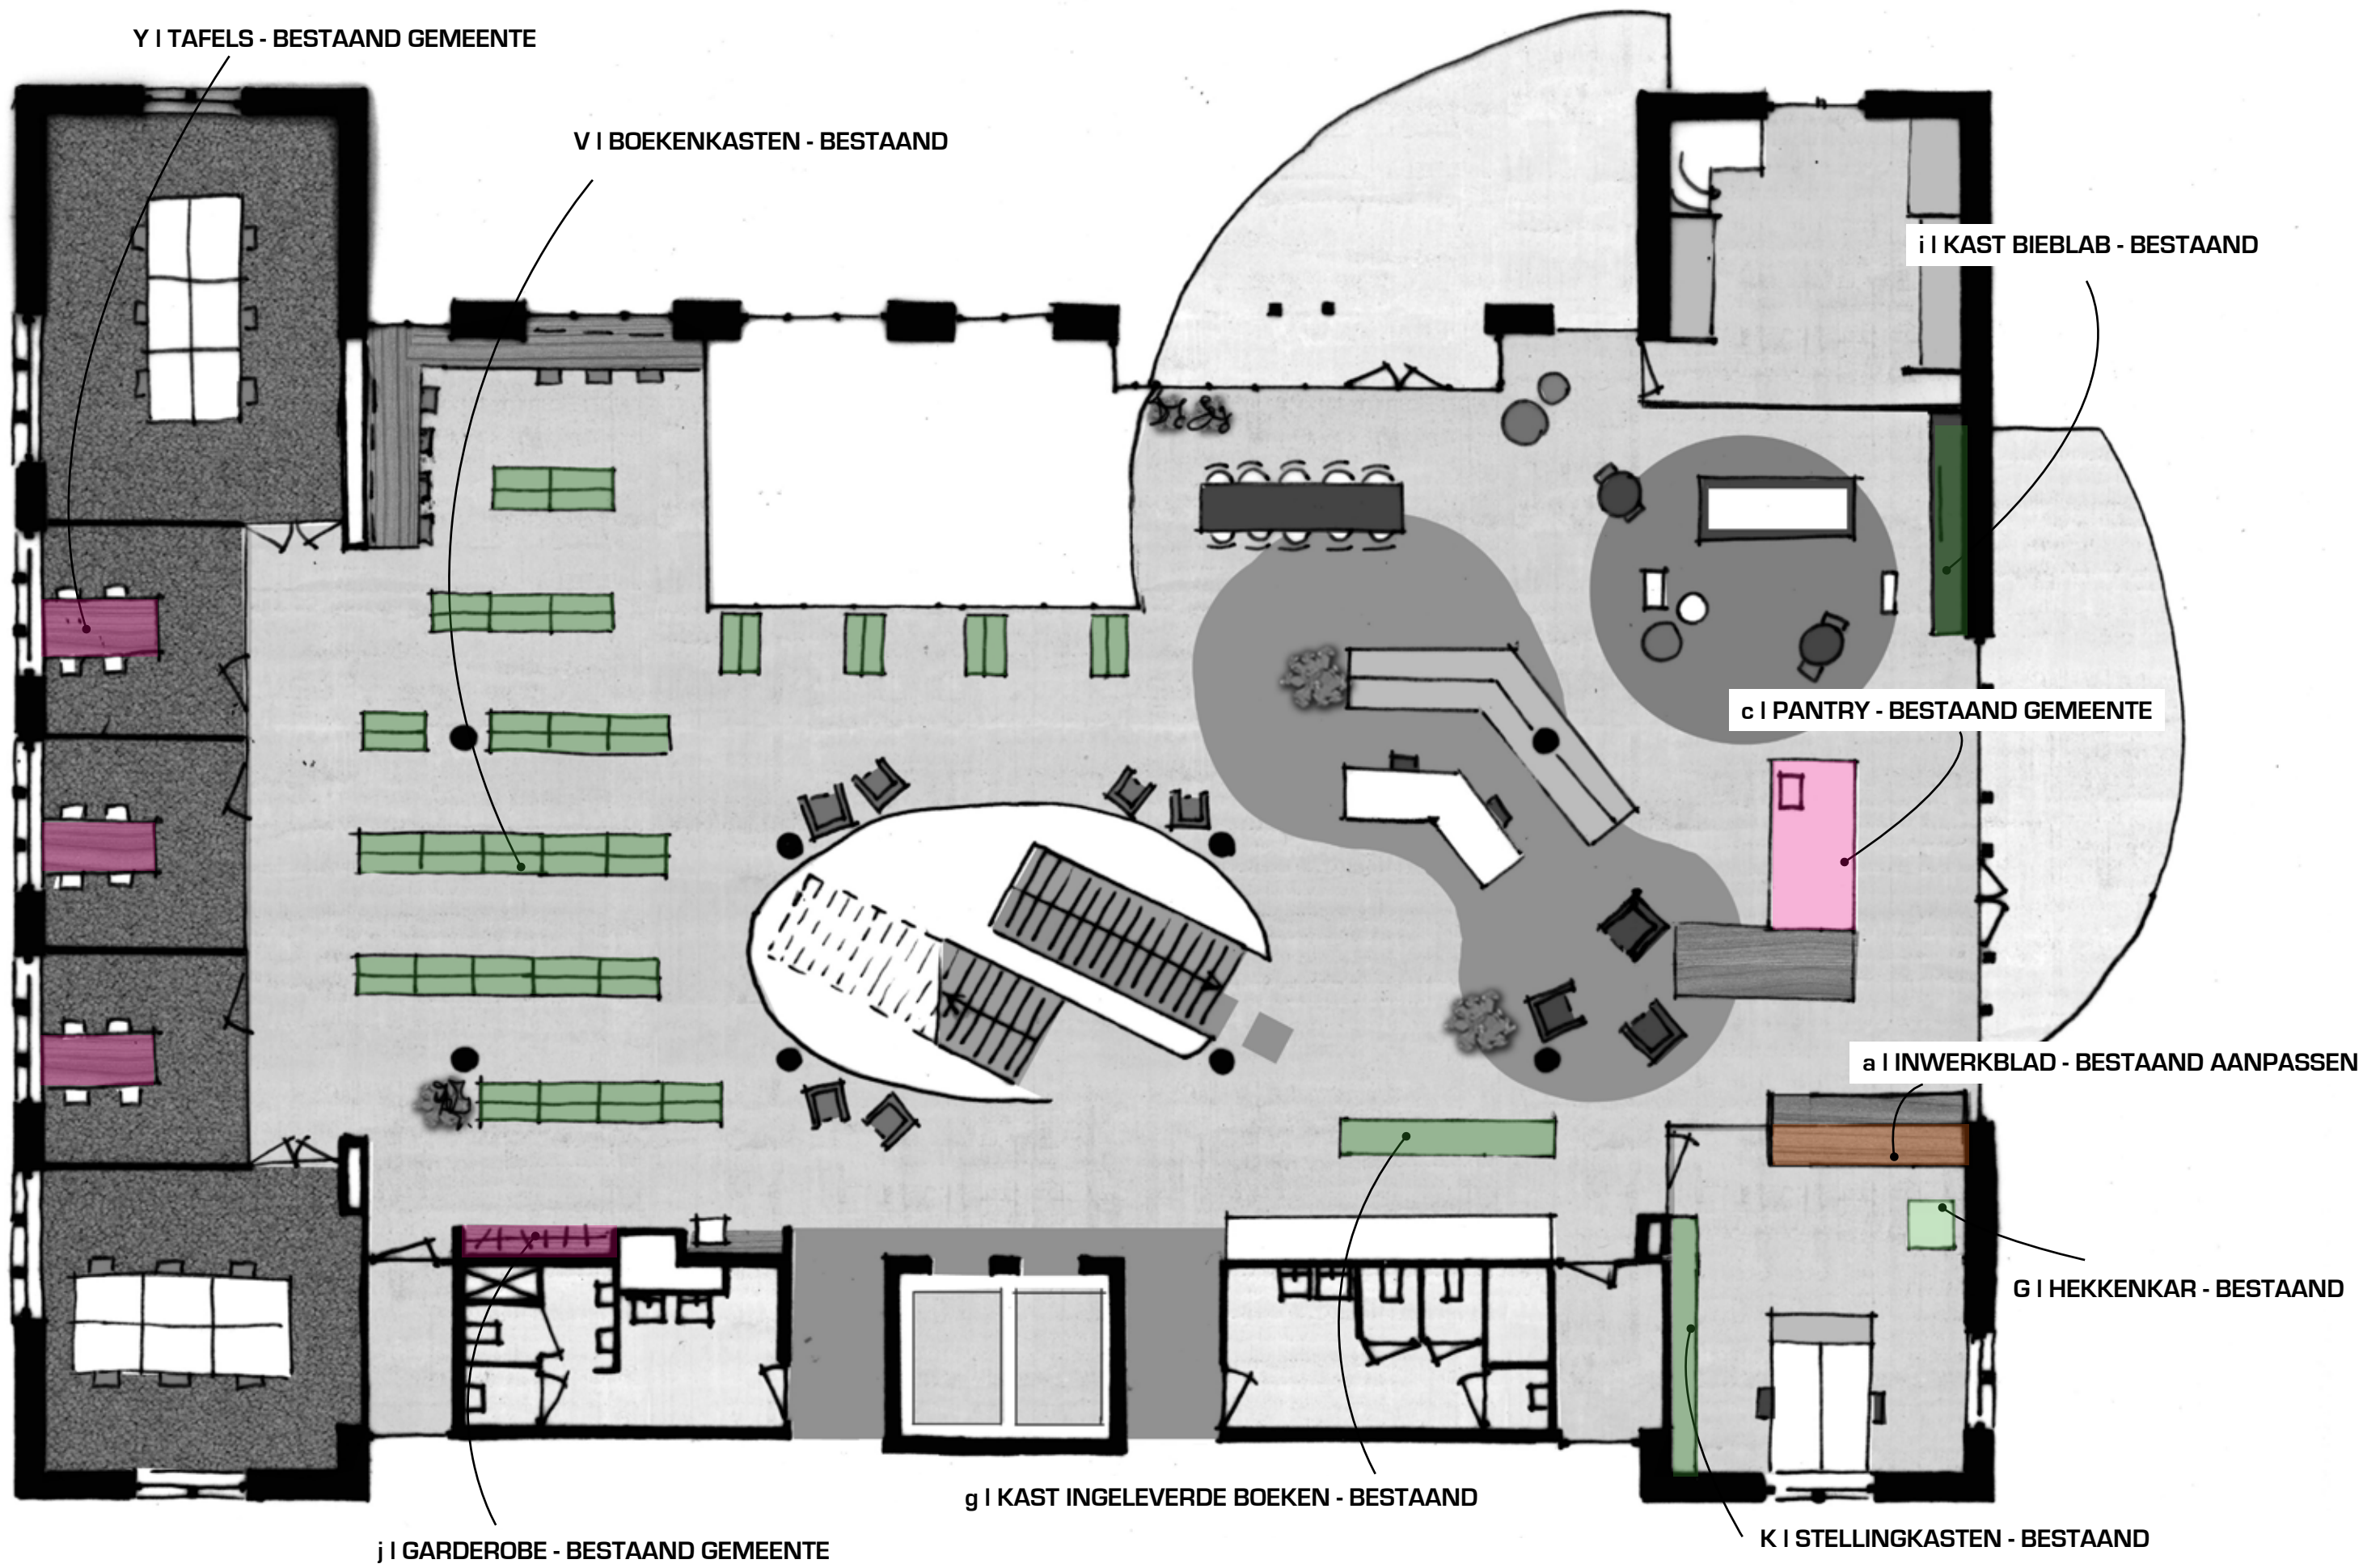 Y | TAFELS - BESTAAND GEMEENTE
V | BOEKENKASTEN - BESTAAND
i | KAST BIEBLAB - BESTAAND
c | PANTRY - BESTAAND GEMEENTE
a | INWERKBLAD - BESTAAND AANPASSEN
G | HEKKENKAR - BESTAAND
g | KAST INGELEVERDE BOEKEN - BESTAAND
K | STELLINGKASTEN - BESTAAND
j | GARDEROBE - BESTAAND GEMEENTE